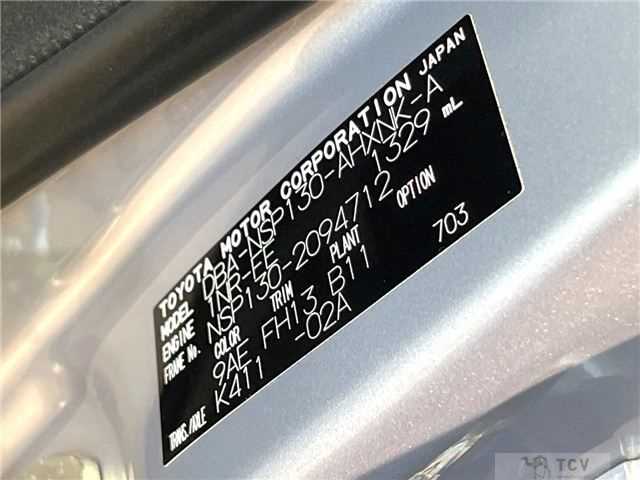 TOYOTA MOTOR CORPORATION JAPAN
MODEL DBA-NSP130-AHXNK-A
ENGINE 1NR-FE 1329 mL
FRAME No. NSP130-2094712
COLOR TRIM PLANT OPTION
9AE FH13 B11 703
TRANS./AXLE K411 -02A
TCV